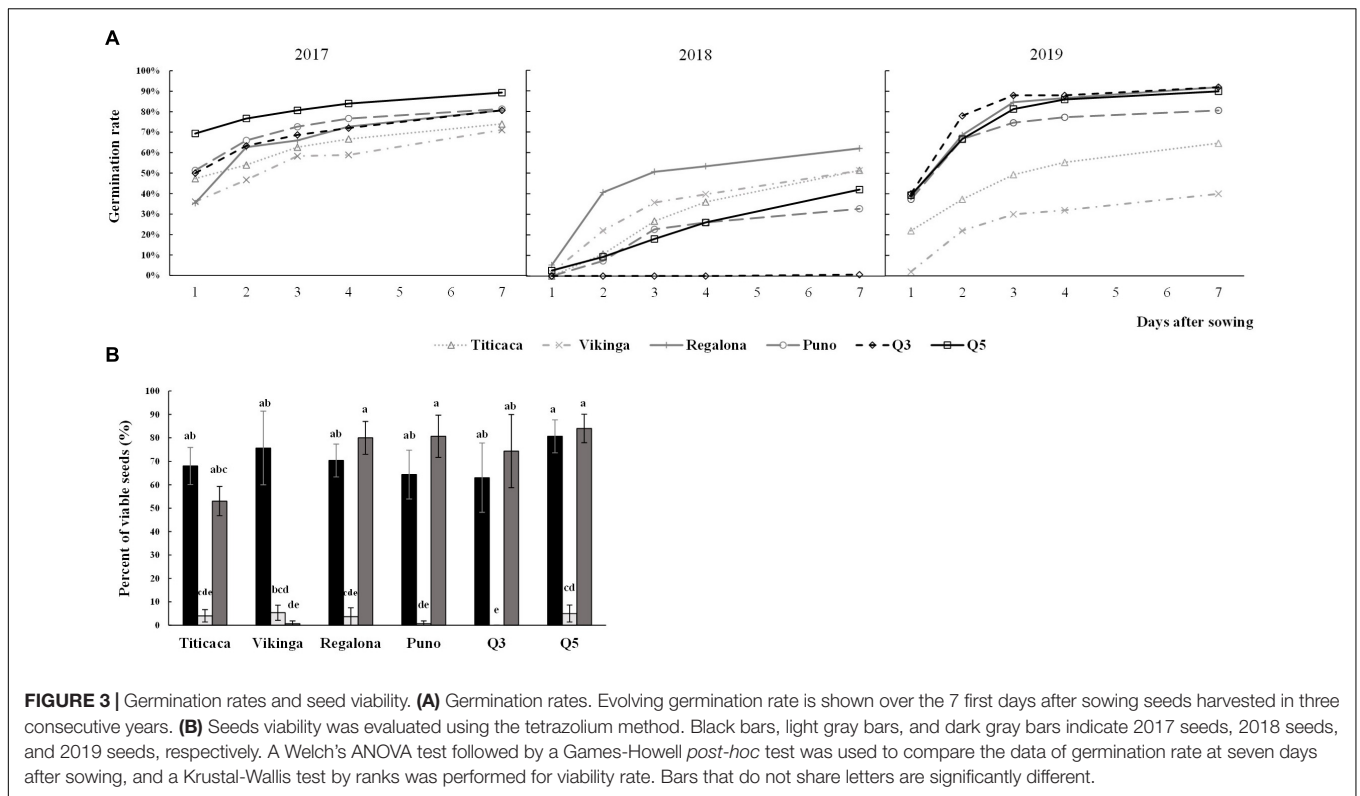 A
2017 2018 2019
100%
90%
80%
70%
60%
50%
40%
30%
20%
10%
0%
Germination rate
1 2 3 4 5 6 7 1 2 3 4 5 6 7 1 2 3 4 5 6 7
Days after sowing
Titicaca Vikinga Regalona Puno Q3 Q5
B
100
90
80
70
60
50
40
30
20
10
0
Percent of viable seeds (%)
ab cde abc ab bcd de ab cde a ab de a ab e ab a cd a
Titicaca Vikinga Regalona Puno Q3 Q5
FIGURE 3 | Germination rates and seed viability. (A) Germination rates. Evolving germination rate is shown over the 7 first days after sowing seeds harvested in three
consecutive years. (B) Seeds viability was evaluated using the tetrazolium method. Black bars, light gray bars, and dark gray bars indicate 2017 seeds, 2018 seeds,
and 2019 seeds, respectively. A Welch's ANOVA test followed by a Games-Howell post-hoc test was used to compare the data of germination rate at seven days
after sowing, and a Krustal-Wallis test by ranks was performed for viability rate. Bars that do not share letters are significantly different.